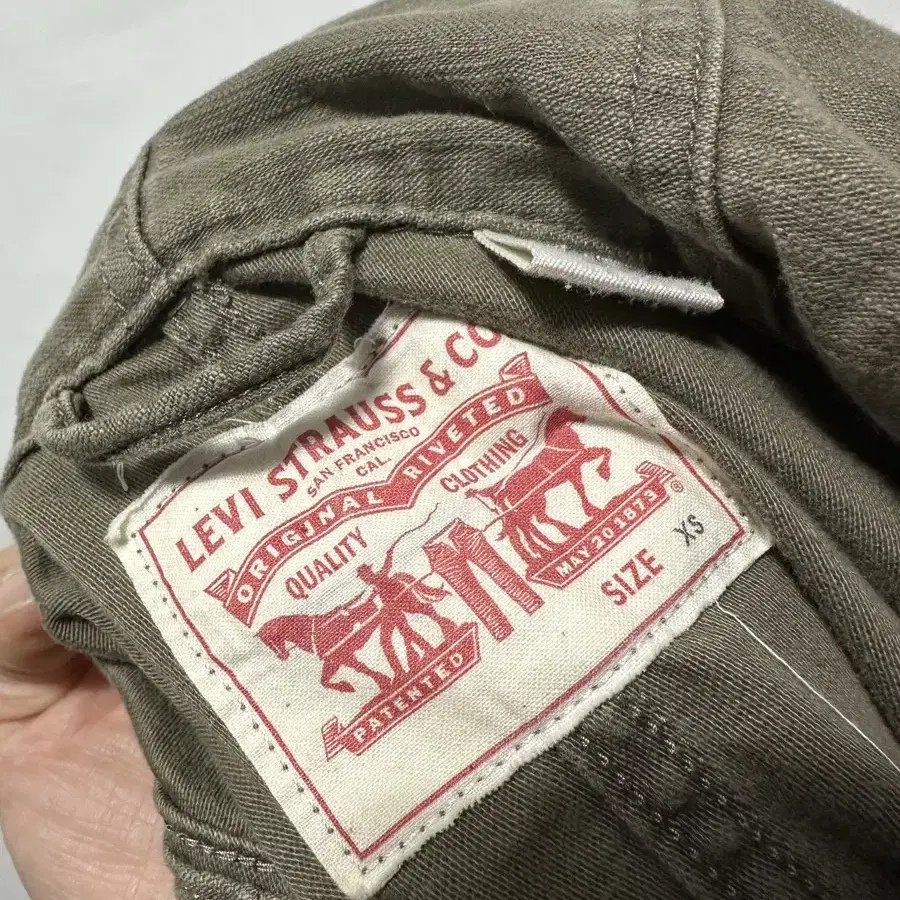 LEVI STRAUSS & CO
SAN FRANCISCO
CAL.
ORIGINAL RIVETED
QUALITY CLOTHING
PATENTED
MAY 20 1873 ®
SIZE XS